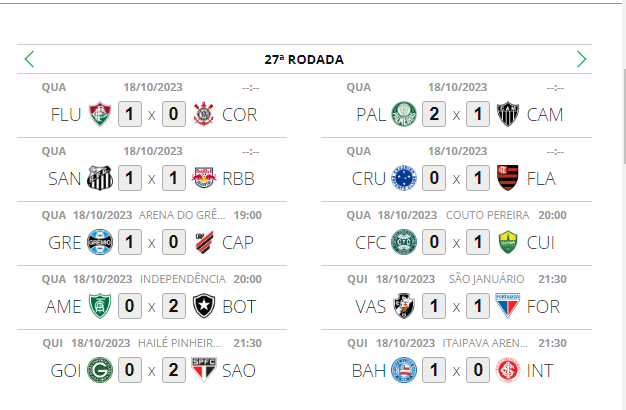 27ª RODADA
QUA 18/10/2023 --:--
FLU 1 x 0 COR
QUA 18/10/2023 --:--
PAL 2 x 1 CAM
QUA 18/10/2023 --:--
SAN 1 x 1 RBB
QUA 18/10/2023 --:--
CRU 0 x 1 FLA
QUA 18/10/2023 ARENA DO GRÊ... 19:00
GRE GRÊMIO 1 x 0 CAP
QUA 18/10/2023 COUTO PEREIRA 20:00
CFC 0 x 1 CUI
QUA 18/10/2023 INDEPENDÊNCIA 20:00
AME 0 x 2 BOT
QUI 18/10/2023 SÃO JANUÁRIO 21:30
VAS 1 x 1 FORTALEZA FOR
QUI 18/10/2023 HAILÉ PINHEIR... 21:30
GOI 0 x 2 SPFC SAO
QUI 18/10/2023 ITAIPAVA AREN... 21:30
BAH 1 x 0 INT